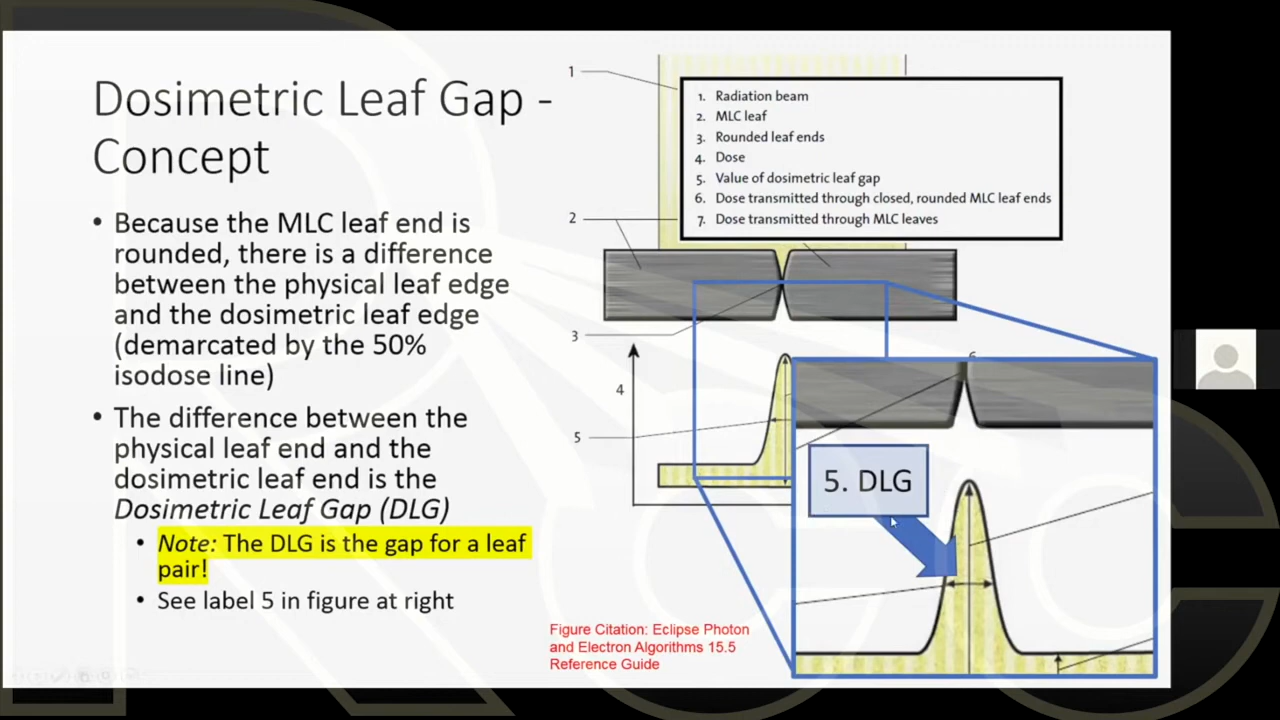 Dosimetric Leaf Gap -
Concept
• Because the MLC leaf end is
rounded, there is a difference
between the physical leaf edge
and the dosimetric leaf edge
(demarcated by the 50%
isodose line)
• The difference between the
physical leaf end and the
dosimetric leaf end is the
Dosimetric Leaf Gap (DLG)
• Note: The DLG is the gap for a leaf
pair!
• See label 5 in figure at right
1
1. Radiation beam
2. MLC leaf
3. Rounded leaf ends
4. Dose
5. Value of dosimetric leaf gap
6. Dose transmitted through closed, rounded MLC leaf ends
7. Dose transmitted through MLC leaves
2
3
4
5
5. DLG
Figure Citation: Eclipse Photon
and Electron Algorithms 15.5
Reference Guide